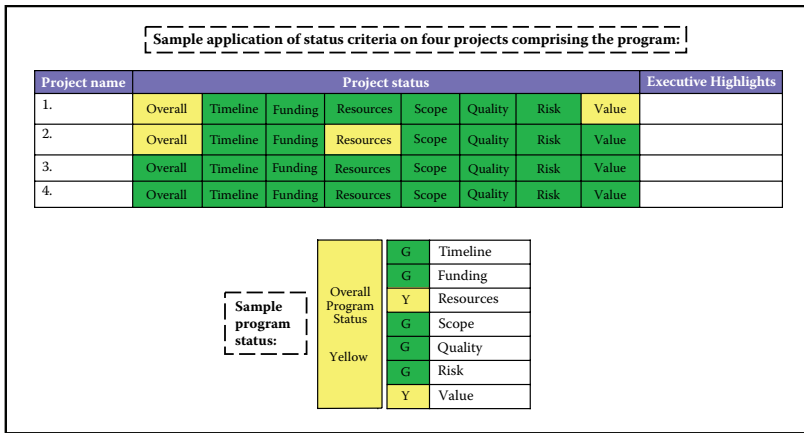 Sample application of status criteria on four projects comprising the program:
Project name Project status Executive Highlights
1. Overall Timeline Funding Resources Scope Quality Risk Value
2. Overall Timeline Funding Resources Scope Quality Risk Value
3. Overall Timeline Funding Resources Scope Quality Risk Value
4. Overall Timeline Funding Resources Scope Quality Risk Value
Sample
program
status:
Overall
Program
Status
Yellow
G Timeline
G Funding
Y Resources
G Scope
G Quality
G Risk
Y Value